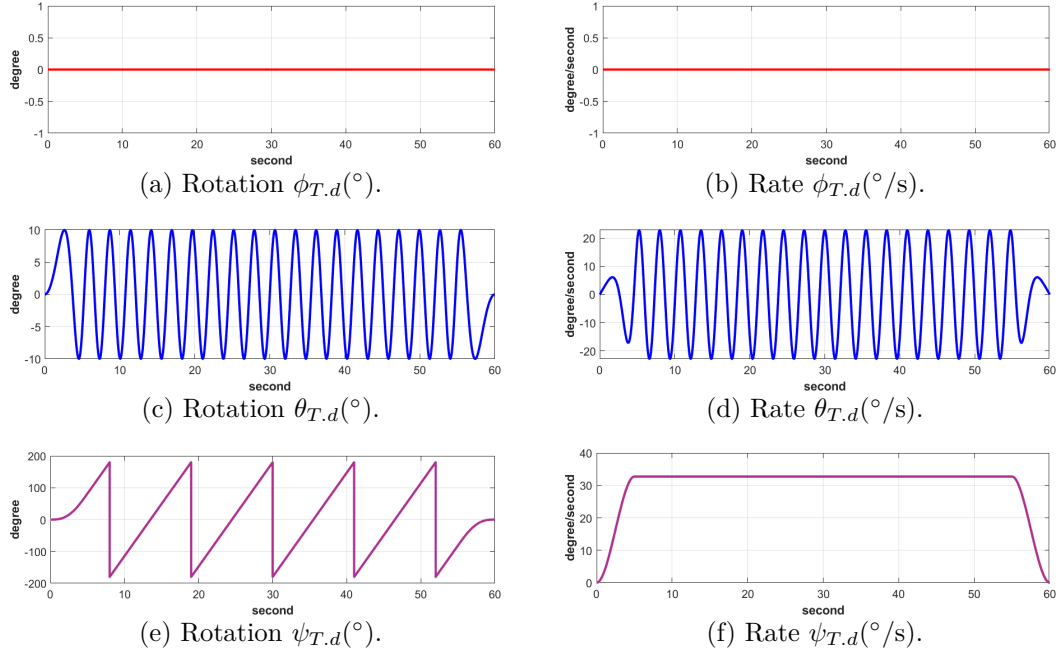 1
0.5
0
-0.5
-1
degree
0 10 20 30 40 50 60
second
(a) Rotation ϕT.d(°).
1
0.5
0
-0.5
-1
degree/second
0 10 20 30 40 50 60
second
(b) Rate ϕT.d(°/s).
10
5
0
-5
-10
degree
0 10 20 30 40 50 60
second
(c) Rotation θT.d(°).
20
10
0
-10
-20
degree/second
0 10 20 30 40 50 60
second
(d) Rate θT.d(°/s).
200
100
0
-100
-200
degree
0 10 20 30 40 50 60
second
(e) Rotation ψT.d(°).
40
30
20
10
0
degree/second
0 10 20 30 40 50 60
second
(f) Rate ψT.d(°/s).